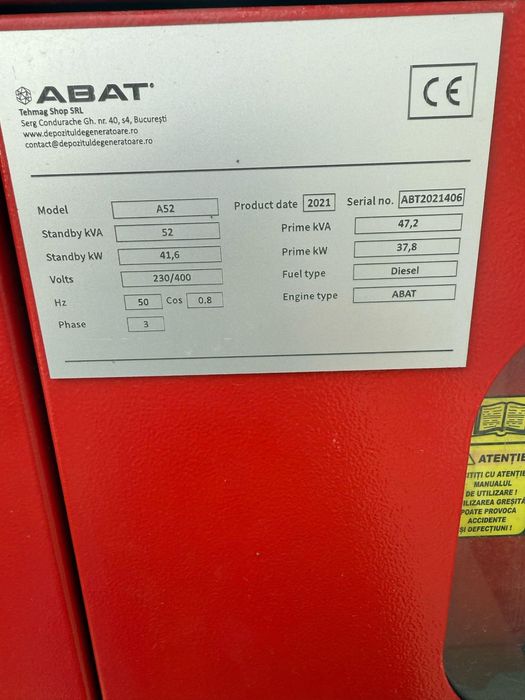 ABAT
Tehmag Shop SRL
Serg Condurache Gh. nr. 40, s4, București
www.depozituldegeneratoare.ro
contact@depozituldegeneratoare.ro
CE
Model A52 Product date 2021 Serial no. ABT2021406
Standby kVA 52 Prime kVA 47,2
Standby kW 41,6 Prime kW 37,8
Volts 230/400 Fuel type Diesel
Hz 50 Cos 0.8 Engine type ABAT
Phase 3
ATENȚIE
CITIȚI CU ATENȚIE
MANUALUL
DE UTILIZARE !
UTILIZAREA GREȘITĂ
POATE PROVOCA
ACCIDENTE
ȘI DEFECȚIUNI !